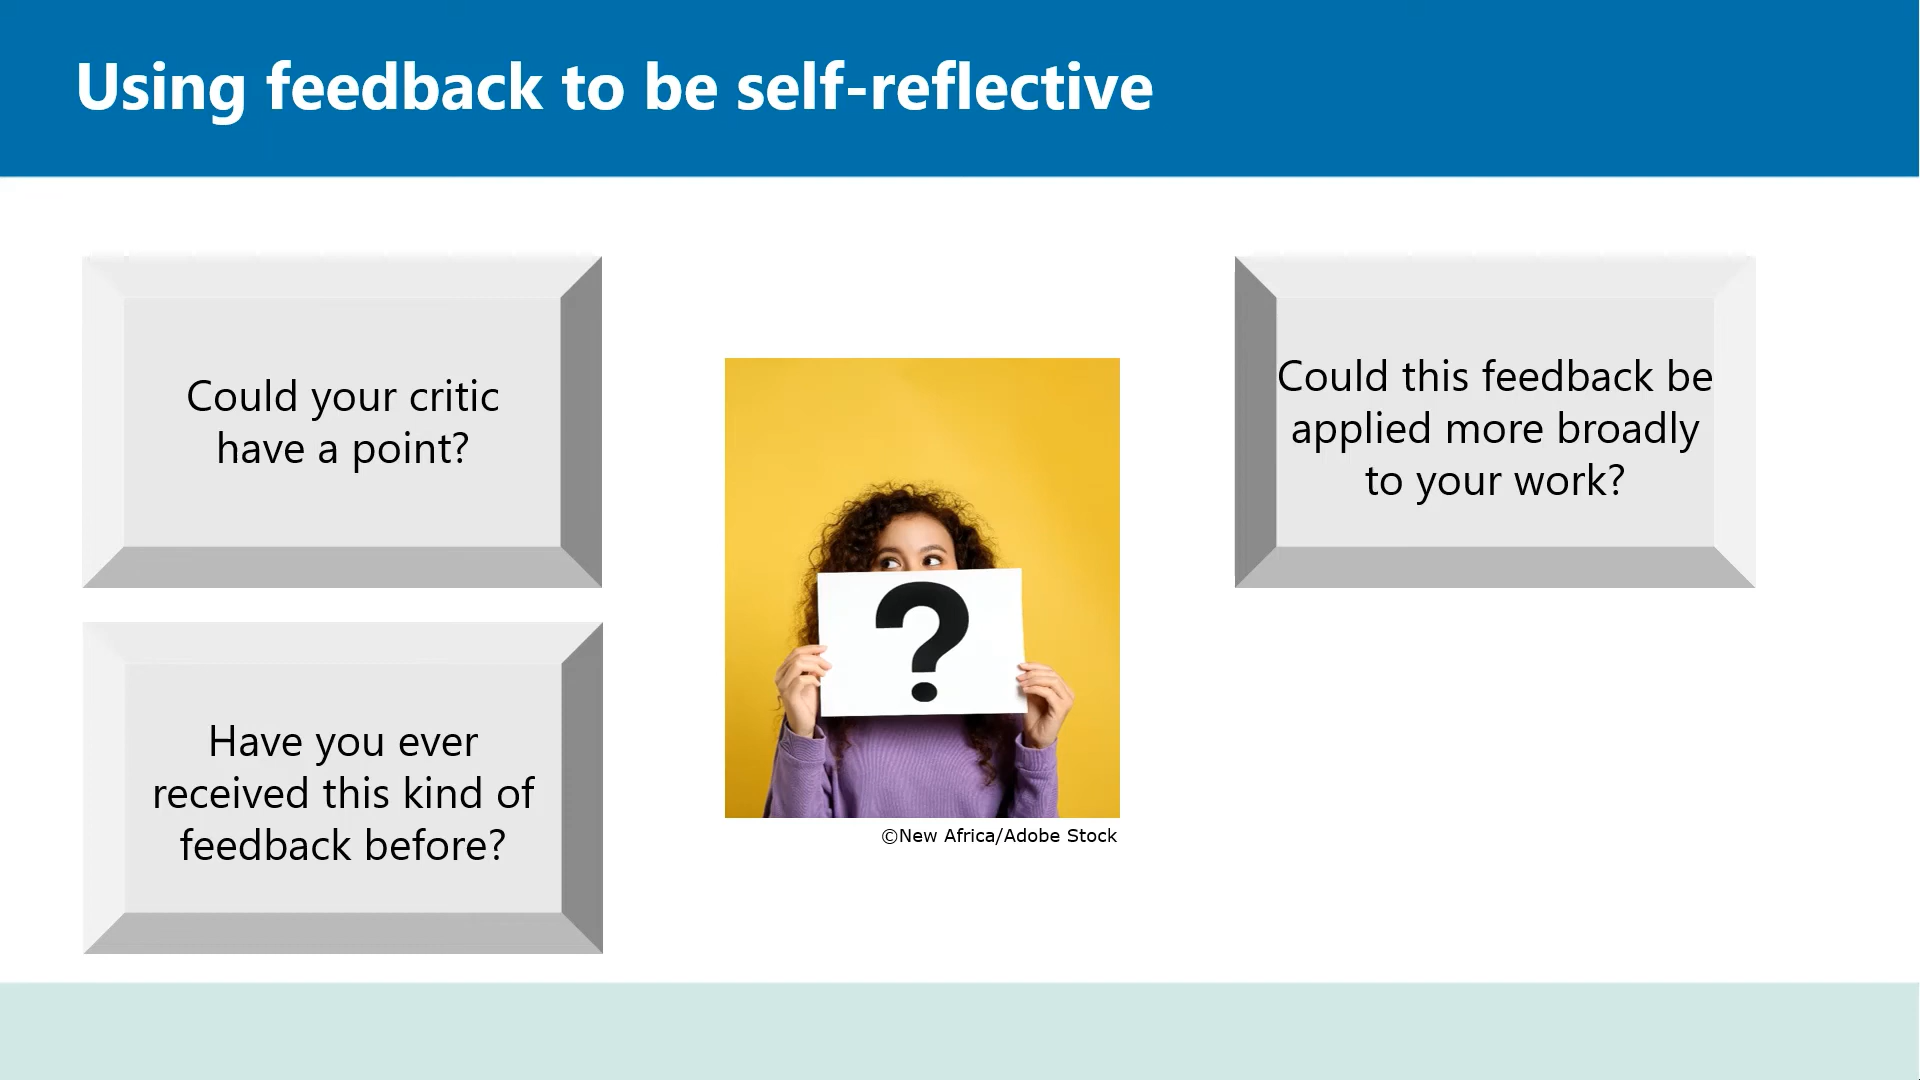 Using feedback to be self-reflective
Could your critic
have a point?
Have you ever
received this kind of
feedback before?
?
©New Africa/Adobe Stock
Could this feedback be
applied more broadly
to your work?